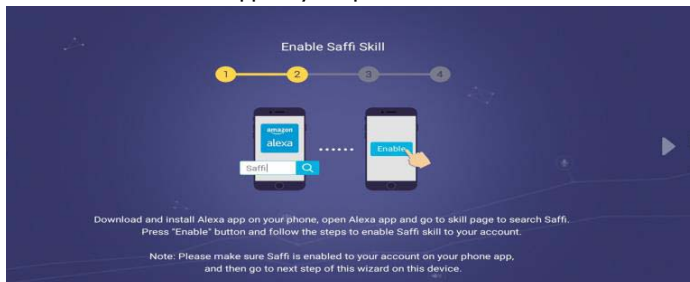 Enable Saffi Skill
1 2 3 4
amazon
alexa
Saffi
Enable
Download and install Alexa app on your phone, open Alexa app and go to skill page to search Saffi.
Press "Enable" button and follow the steps to enable Saffi skill to your account.
Note: Please make sure Saffi is enabled to your account on your phone app,
and then go to next step of this wizard on this device.